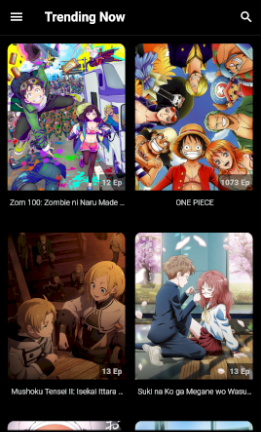 Trending Now
12 Ep
1073 Ep
Zom 100: Zombie ni Naru Made ...
ONE PIECE
13 Ep
13 Ep
Mushoku Tensei II: Isekai Ittara ...
Suki na Ko ga Megane wo Wasu...